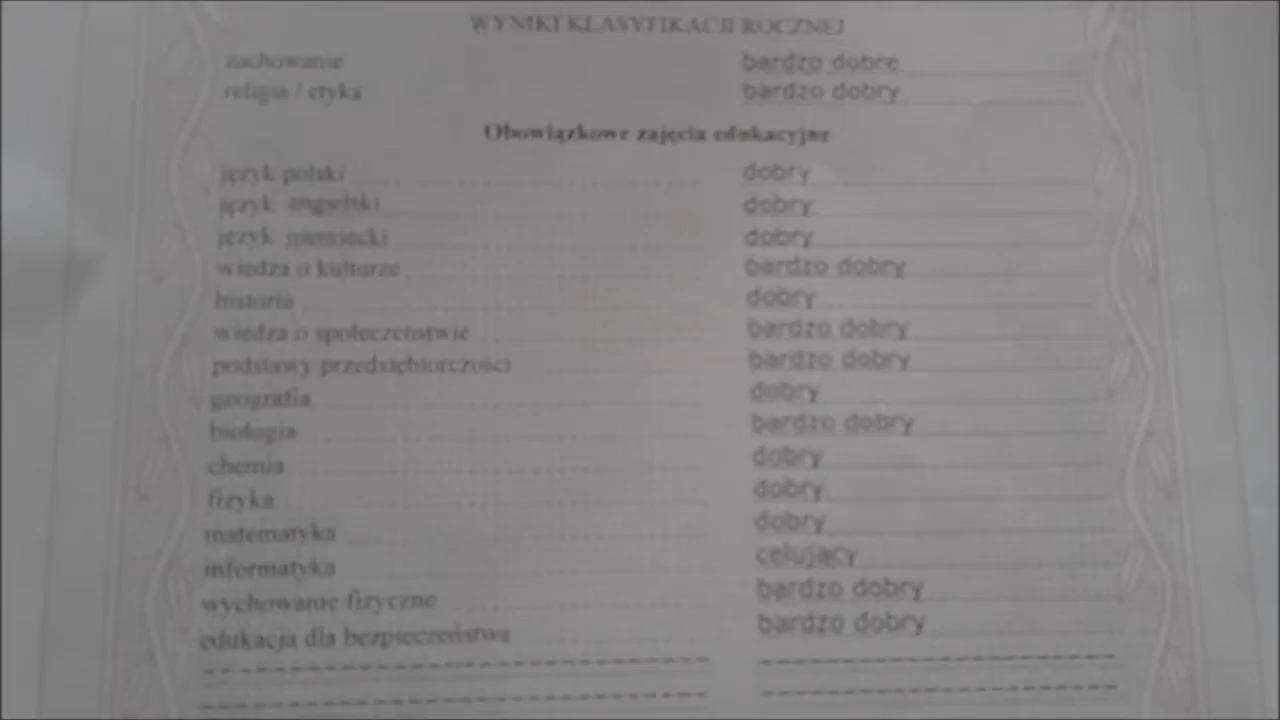 WYNIKI KLASYFIKACJI ROCZNEJ
zachowanie bardzo dobre
religia / etyka bardzo dobry
Obowiązkowe zajęcia edukacyjne
język polski dobry
język angielski dobry
język niemiecki dobry
wiedza o kulturze bardzo dobry
historia dobry
wiedza o społeczeństwie bardzo dobry
podstawy przedsiębiorczości bardzo dobry
geografia dobry
biologia bardzo dobry
chemia dobry
fizyka dobry
matematyka dobry
informatyka celujący
wychowanie fizyczne bardzo dobry
edukacja dla bezpieczeństwa bardzo dobry